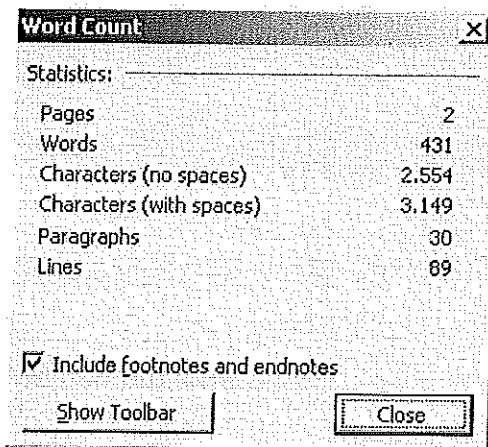 Word Count
Statistics:
Pages 2
Words 431
Characters (no spaces) 2.554
Characters (with spaces) 3.149
Paragraphs 30
Lines 89
Include footnotes and endnotes
Show Toolbar Close